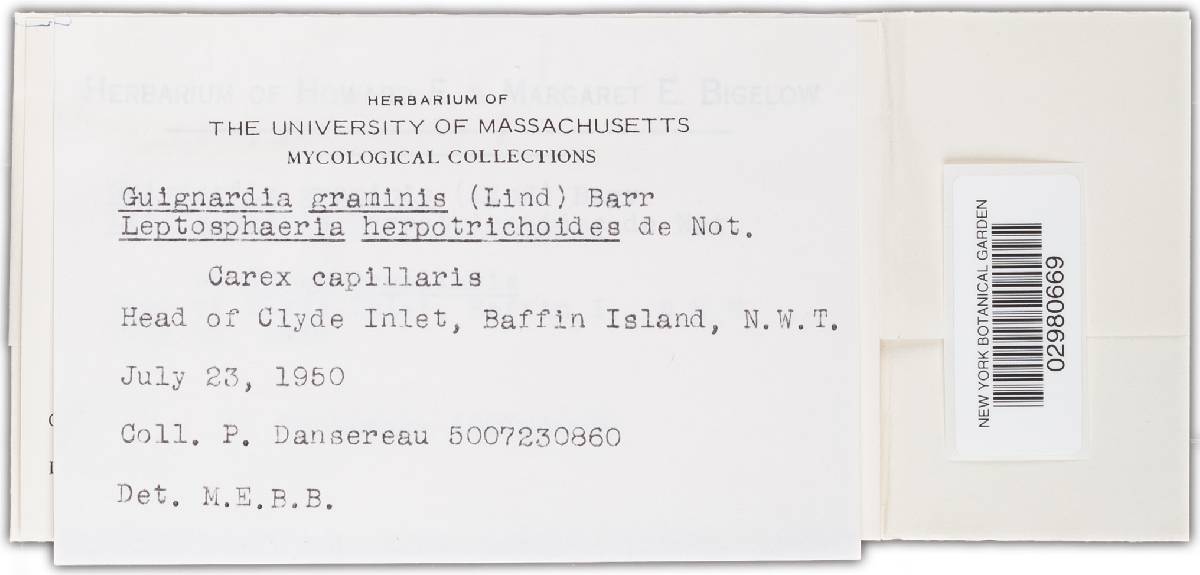 HERBARIUM OF
THE UNIVERSITY OF MASSACHUSETTS
MYCOLOGICAL COLLECTIONS
Guignardia graminis (Lind) Barr
Leptosphaeria herpotrichoides de Not.
Carex capillaris
Head of Clyde Inlet, Baffin Island, N.W.T.
July 23, 1950
Coll. P. Dansereau 5007230860
Det. M.E.B.B.
NEW YORK BOTANICAL GARDEN
02980669